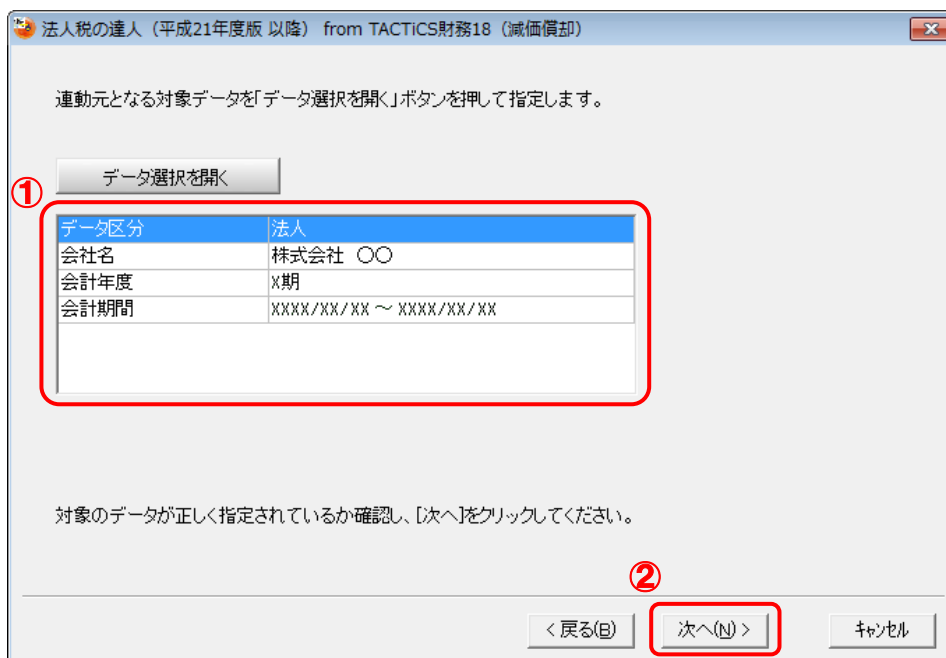 法人税の達人（平成21年度版 以降） from TACTiCS財務18（減価償却）
連動元となる対象データを「データ選択を開く」ボタンを押して指定します。
データ選択を開く
①
データ区分 法人
会社名 株式会社 〇〇
会計年度 X期
会計期間 XXXX/XX/XX ～ XXXX/XX/XX
対象のデータが正しく指定されているか確認し、[次へ]をクリックしてください。
②
< 戻る(B) 次へ(N) > キャンセル